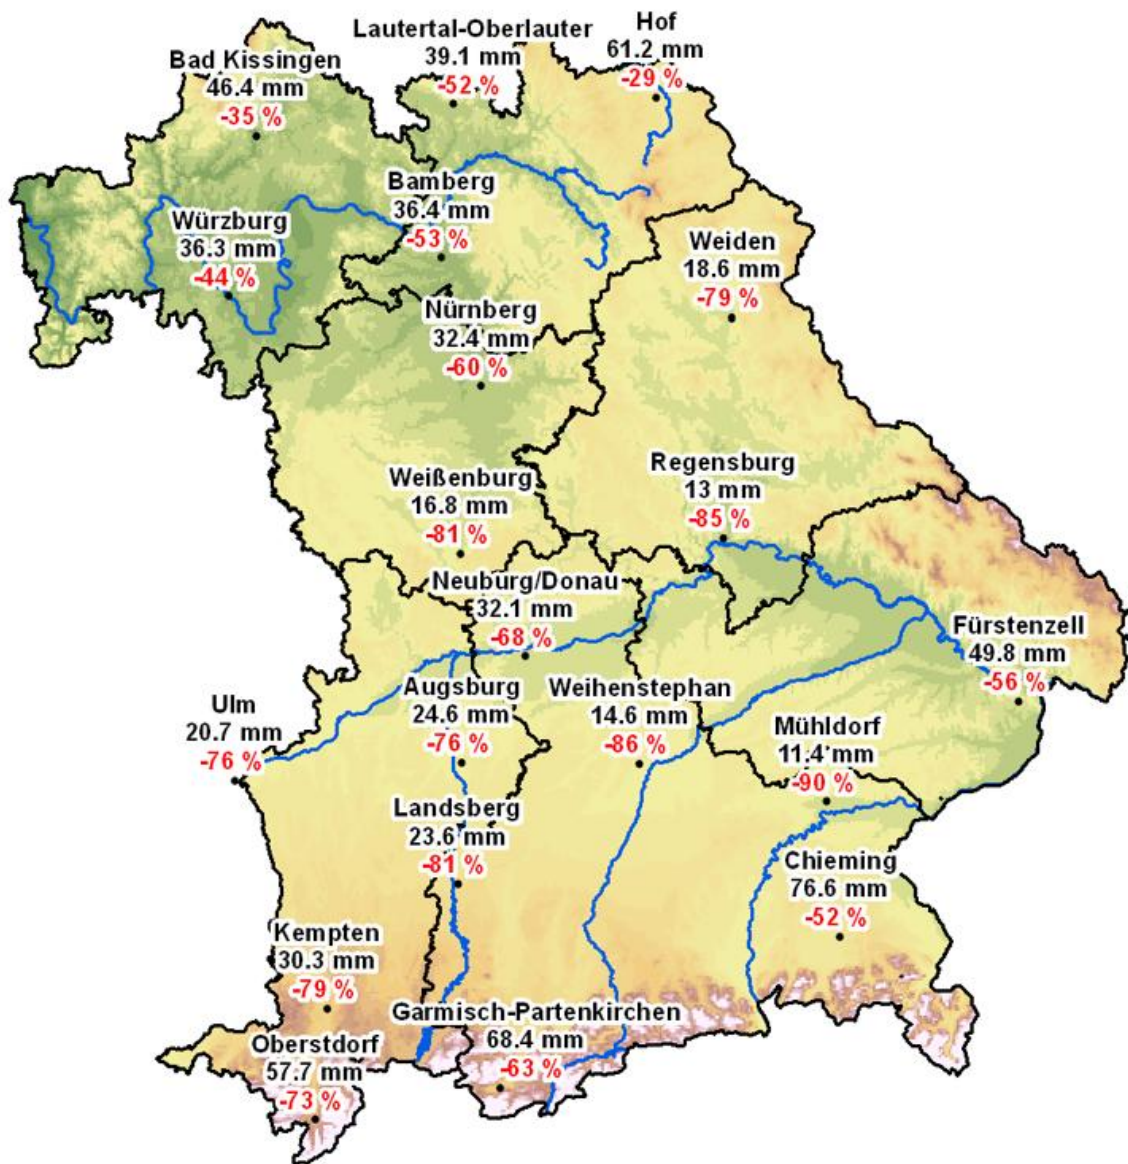 Hof
61.2 mm
-29 %
Lautertal-Oberlauter
39.1 mm
-52 %
Bad Kissingen
46.4 mm
-35 %
Bamberg
36.4 mm
-53 %
Würzburg
36.3 mm
-44 %
Weiden
18.6 mm
-79 %
Nürnberg
32.4 mm
-60 %
Regensburg
13 mm
-85 %
Weißenburg
16.8 mm
-81 %
Neuburg/Donau
32.1 mm
-68 %
Fürstenzell
49.8 mm
-56 %
Augsburg
24.6 mm
-76 %
Weihenstephan
14.6 mm
-86 %
Ulm
20.7 mm
-76 %
Mühldorf
11.4 mm
-90 %
Landsberg
23.6 mm
-81 %
Chieming
76.6 mm
-52 %
Kempten
30.3 mm
-79 %
Garmisch-Partenkirchen
68.4 mm
-63 %
Oberstdorf
57.7 mm
-73 %